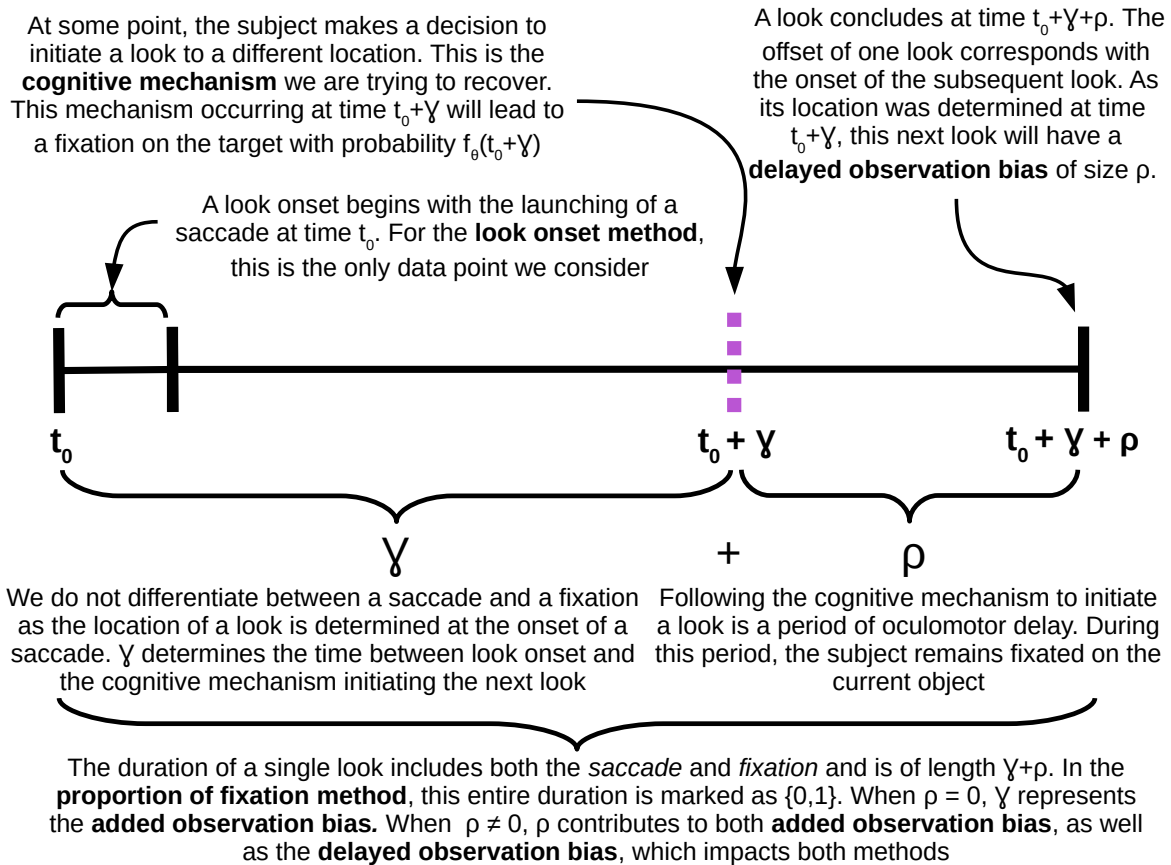 At some point, the subject makes a decision to
initiate a look to a different location. This is the
cognitive mechanism we are trying to recover.
This mechanism occurring at time t₀+Ɣ will lead to
a fixation on the target with probability fθ(t₀+Ɣ)
A look concludes at time t₀+Ɣ+ρ. The
offset of one look corresponds with
the onset of the subsequent look. As
its location was determined at time
t₀+Ɣ, this next look will have a
delayed observation bias of size ρ.
A look onset begins with the launching of a
saccade at time t₀. For the look onset method,
this is the only data point we consider
t₀
t₀ + Ɣ
t₀ + Ɣ + ρ
Ɣ + ρ
We do not differentiate between a saccade and a fixation
as the location of a look is determined at the onset of a
saccade. Ɣ determines the time between look onset and
the cognitive mechanism initiating the next look
Following the cognitive mechanism to initiate
a look is a period of oculomotor delay. During
this period, the subject remains fixated on the
current object
The duration of a single look includes both the saccade and fixation and is of length Ɣ+ρ. In the
proportion of fixation method, this entire duration is marked as {0,1}. When ρ = 0, Ɣ represents
the added observation bias. When ρ ≠ 0, ρ contributes to both added observation bias, as well
as the delayed observation bias, which impacts both methods